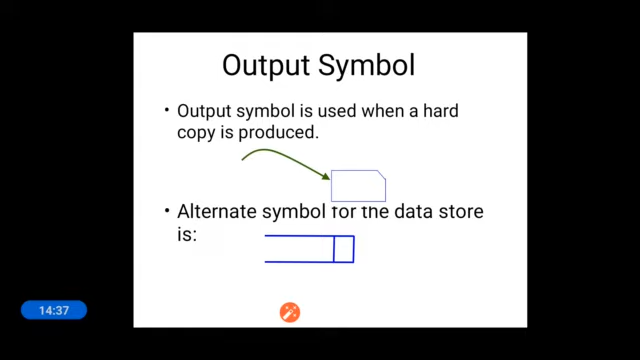 Output Symbol
• Output symbol is used when a hard
copy is produced.
• Alternate symbol for the data store
is:
14:37